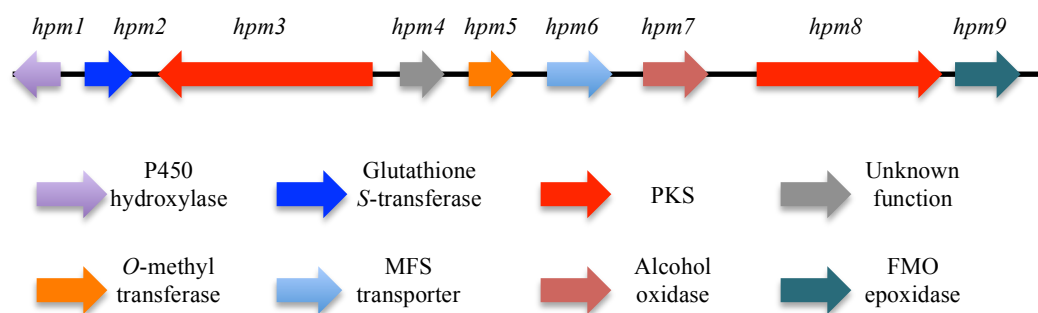 hpm1 hpm2 hpm3 hpm4 hpm5 hpm6 hpm7 hpm8 hpm9
P450
hydroxylase
Glutathione
S-transferase
PKS
Unknown
function
O-methyl
transferase
MFS
transporter
Alcohol
oxidase
FMO
epoxidase